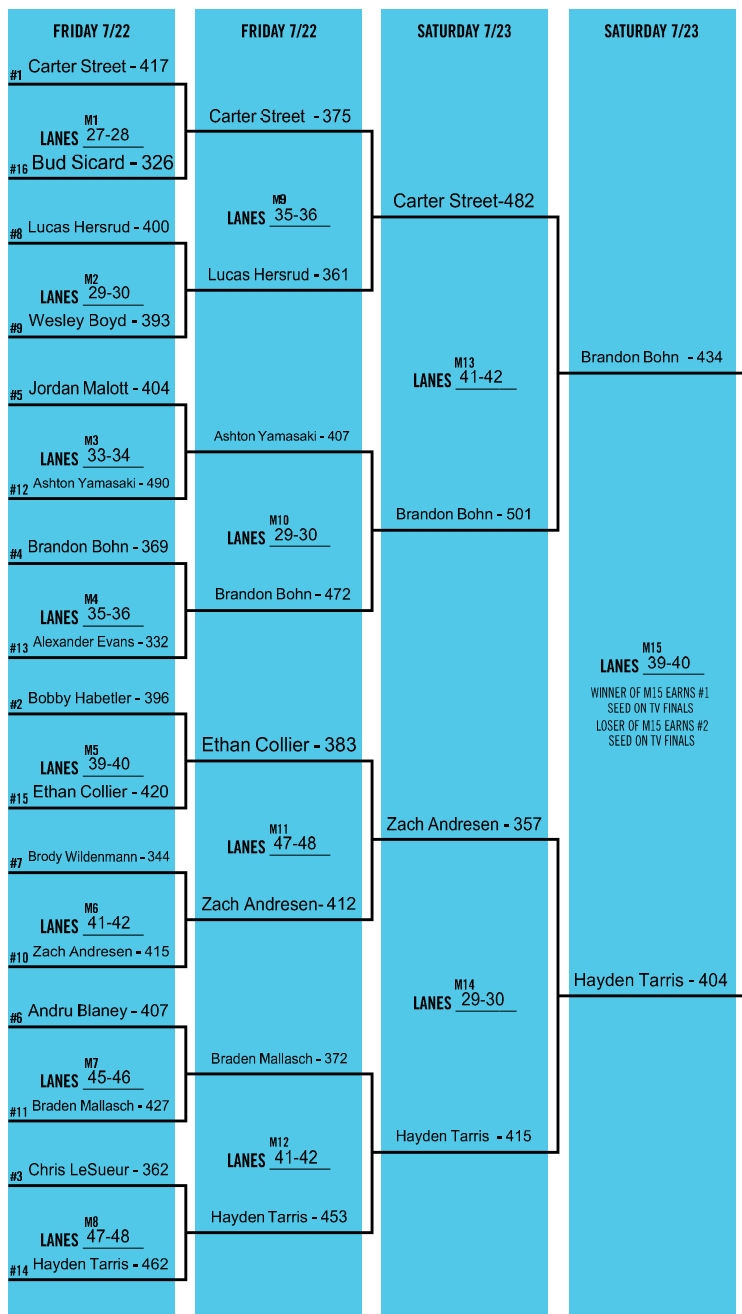 FRIDAY 7/22
#1 Carter Street - 417
M1
LANES 27-28
#16 Bud Sicard - 326
#8 Lucas Hersrud - 400
M2
LANES 29-30
#9 Wesley Boyd - 393
#5 Jordan Malott - 404
M3
LANES 33-34
#12 Ashton Yamasaki - 490
#4 Brandon Bohn - 369
M4
LANES 35-36
#13 Alexander Evans - 332
#2 Bobby Habetler - 396
M5
LANES 39-40
#15 Ethan Collier - 420
#7 Brody Wildenmann - 344
M6
LANES 41-42
#10 Zach Andresen - 415
#6 Andru Blaney - 407
M7
LANES 45-46
#11 Braden Mallasch - 427
#3 Chris LeSueur - 362
M8
LANES 47-48
#14 Hayden Tarris - 462
FRIDAY 7/22
Carter Street - 375
M9
LANES 35-36
Lucas Hersrud - 361
Ashton Yamasaki - 407
M10
LANES 29-30
Brandon Bohn - 472
Ethan Collier - 383
M11
LANES 47-48
Zach Andresen- 412
Braden Mallasch - 372
M12
LANES 41-42
Hayden Tarris - 453
SATURDAY 7/23
Carter Street-482
M13
LANES 41-42
Brandon Bohn - 501
Zach Andresen - 357
M14
LANES 29-30
Hayden Tarris - 415
SATURDAY 7/23
Brandon Bohn - 434
M15
LANES 39-40
WINNER OF M15 EARNS #1
SEED ON TV FINALS
LOSER OF M15 EARNS #2
SEED ON TV FINALS
Hayden Tarris - 404